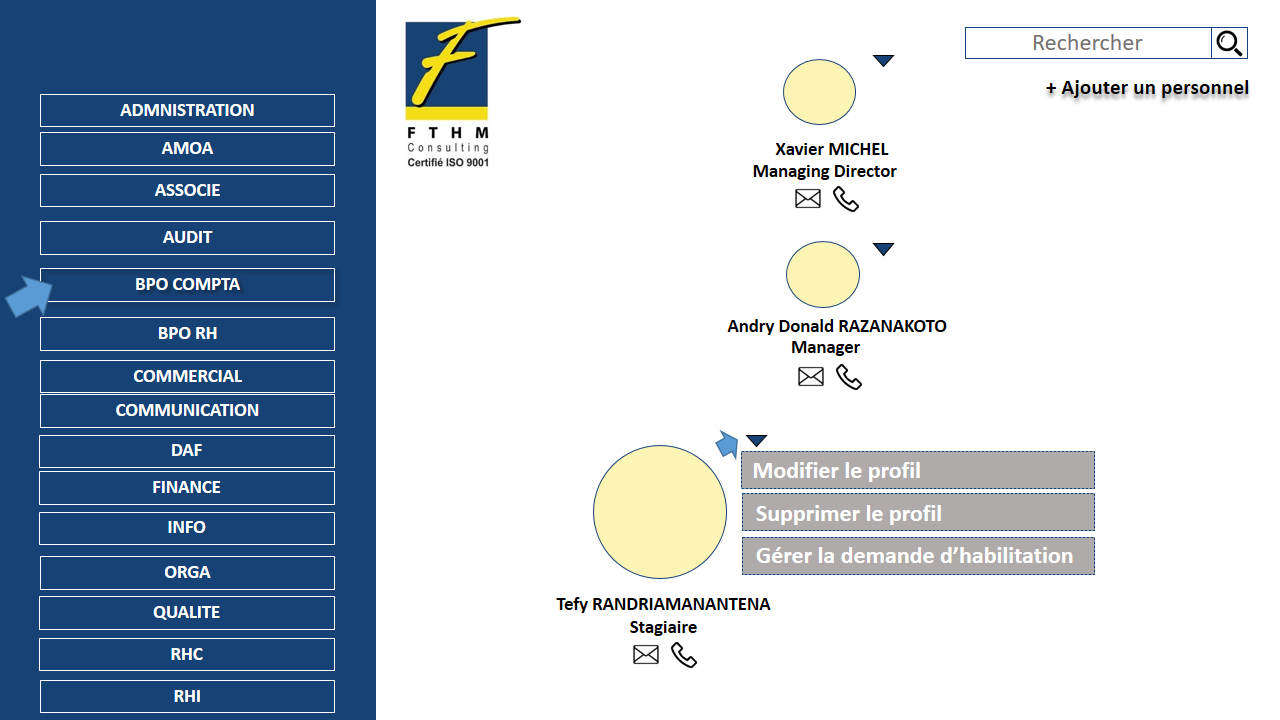 ADMNISTRATION
AMOA
ASSOCIE
AUDIT
BPO COMPTA
BPO RH
COMMERCIAL
COMMUNICATION
DAF
FINANCE
INFO
ORGA
QUALITE
RHC
RHI
F T H M
Consulting
Certifié ISO 9001
Rechercher
+ Ajouter un personnel
Xavier MICHEL
Managing Director
Andry Donald RAZANAKOTO
Manager
Modifier le profil
Supprimer le profil
Gérer la demande d’habilitation
Tefy RANDRIAMANANTENA
Stagiaire